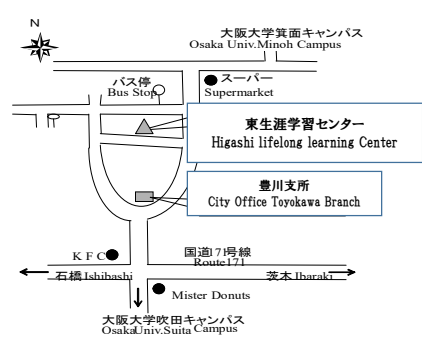 N
大阪大学箕面キャンパス
Osaka Univ.Minoh Campus
バス停
Bus Stop
スーパー
Supermarket
東生涯学習センター
Higashi lifelong learning Center
豊川支所
City Office Toyokawa Branch
KFC
国道171号線
Route171
石橋 Ishibashi
茨木 Ibaraki
Mister Donuts
大阪大学吹田キャンパス
OsakaUniv.Suita Campus